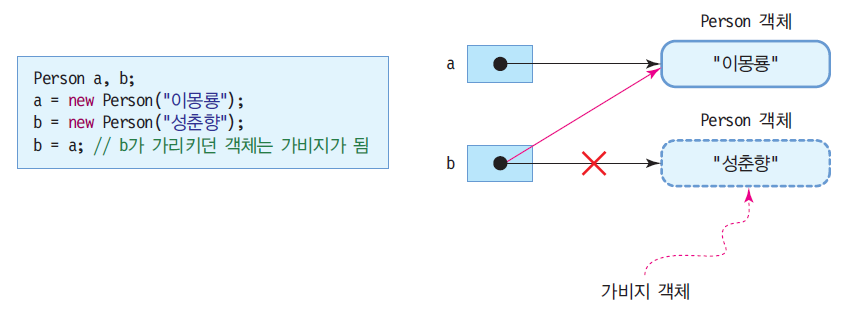 Person a, b;
a = new Person("이몽룡");
b = new Person("성춘향");
b = a; // b가 가리키던 객체는 가비지가 됨
Person 객체
a
"이몽룡"
Person 객체
b
"성춘향"
가비지 객체